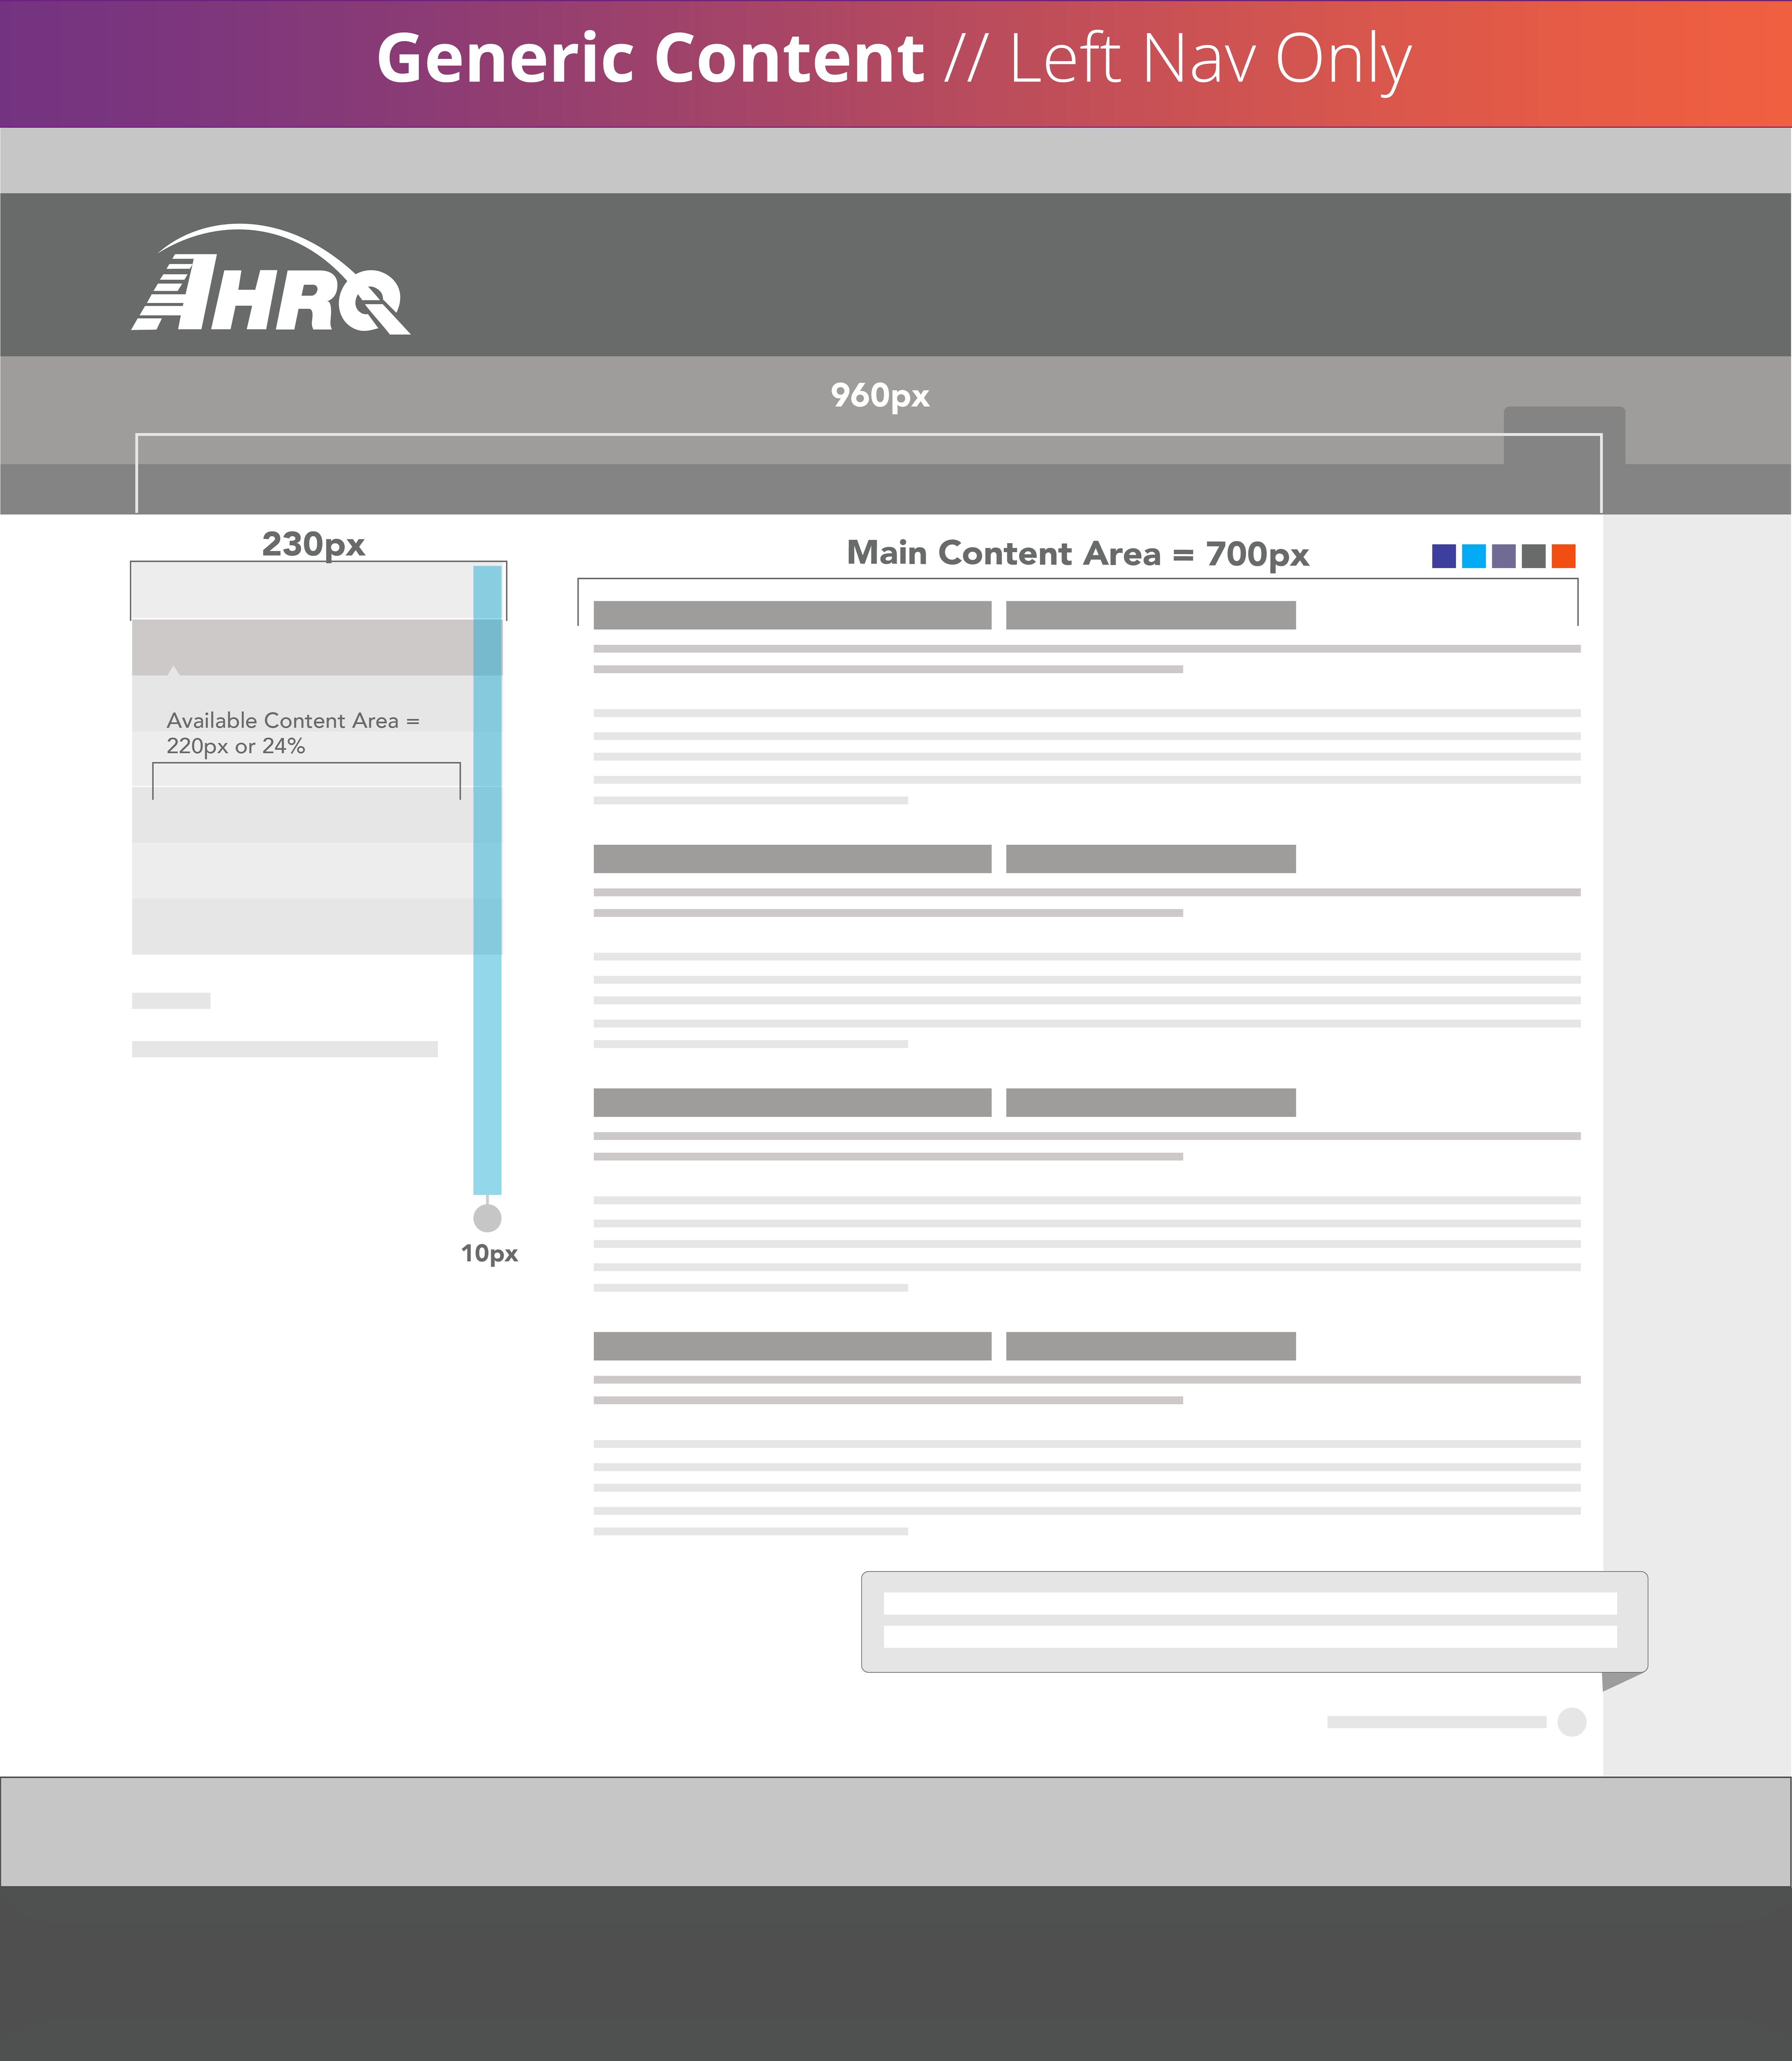 Generic Content // Left Nav Only
AHRQ
960px
230px
Main Content Area = 700px
Available Content Area =
220px or 24%
10px